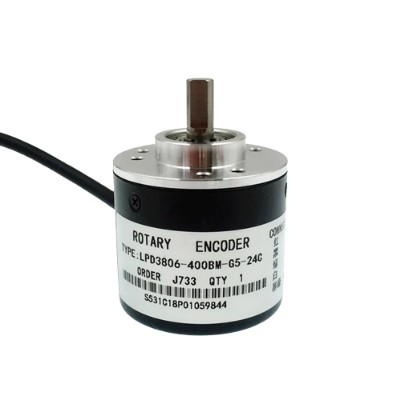 ROTARY ENCODER
TYPE:LPD3806-400BM-G5-24C
ORDER J733 QTY 1
S531C18P01059844